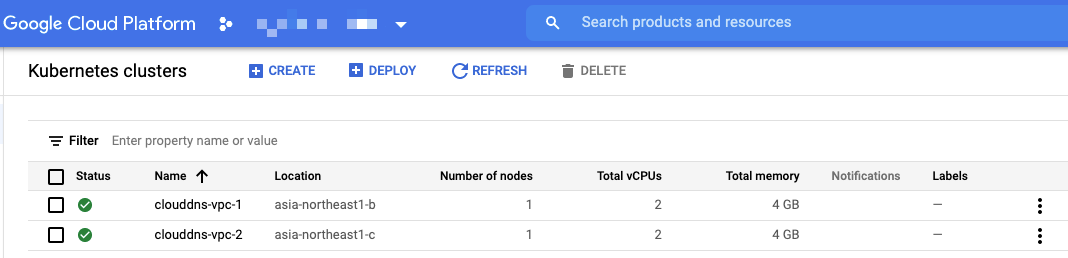 Google Cloud Platform Search products and resources
Kubernetes clusters CREATE DEPLOY REFRESH DELETE
Filter Enter property name or value
Status Name Location Number of nodes Total vCPUs Total memory Notifications Labels
clouddns-vpc-1 asia-northeast1-b 1 2 4 GB —
clouddns-vpc-2 asia-northeast1-c 1 2 4 GB —